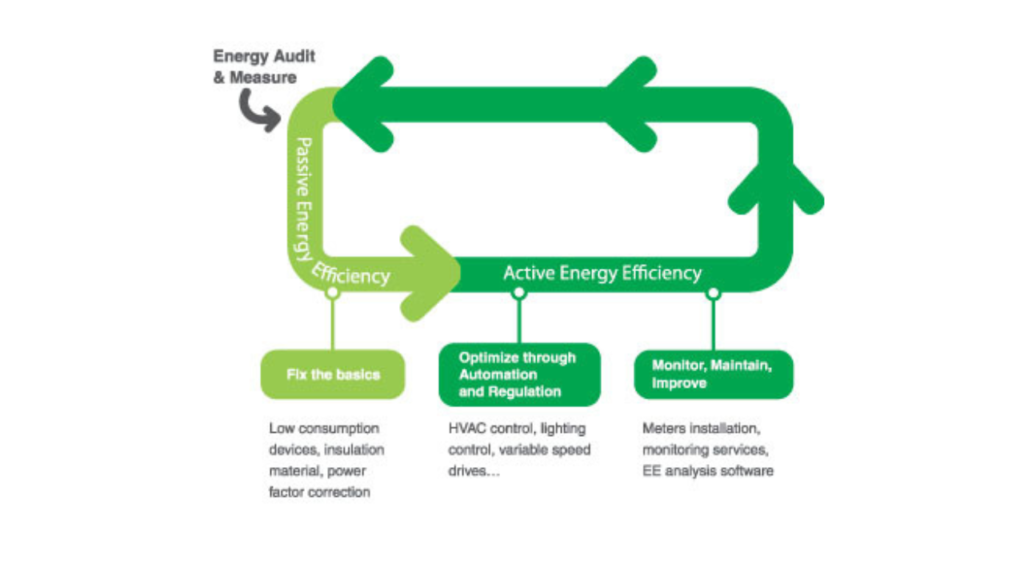 Energy Audit
& Measure
Passive Energy Efficiency
Active Energy Efficiency
Fix the basics
Low consumption
devices, insulation
material, power
factor correction
Optimize through
Automation
and Regulation
HVAC control, lighting
control, variable speed
drives...
Monitor, Maintain,
Improve
Meters installation,
monitoring services,
EE analysis software